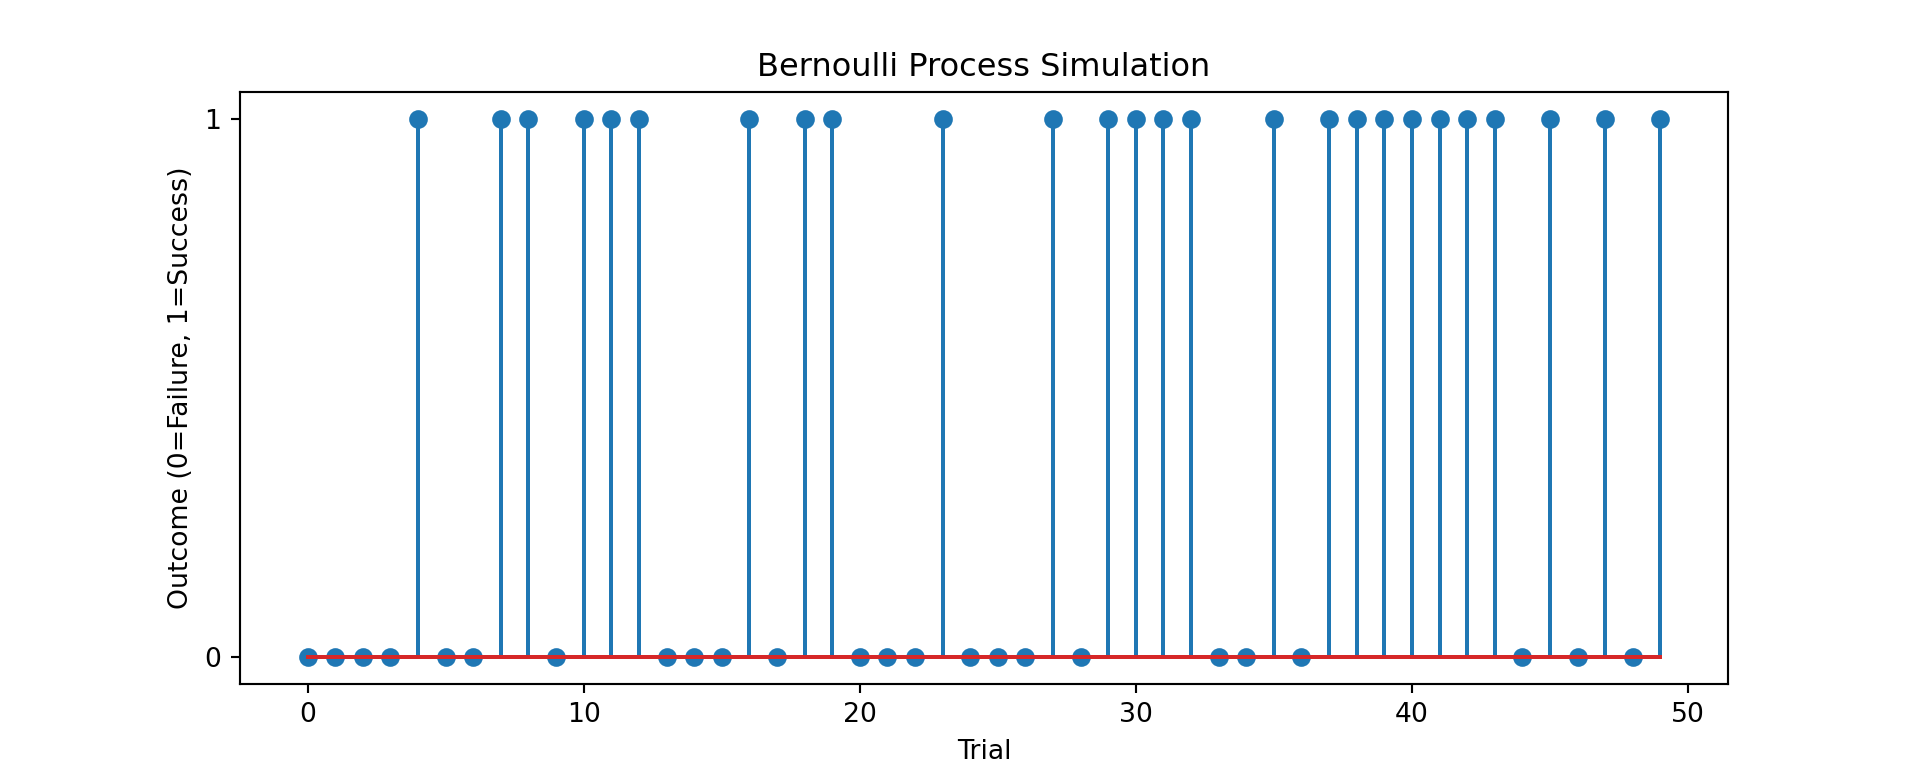 Bernoulli Process Simulation
Outcome (0=Failure, 1=Success)
1
0
0 10 20 30 40 50
Trial